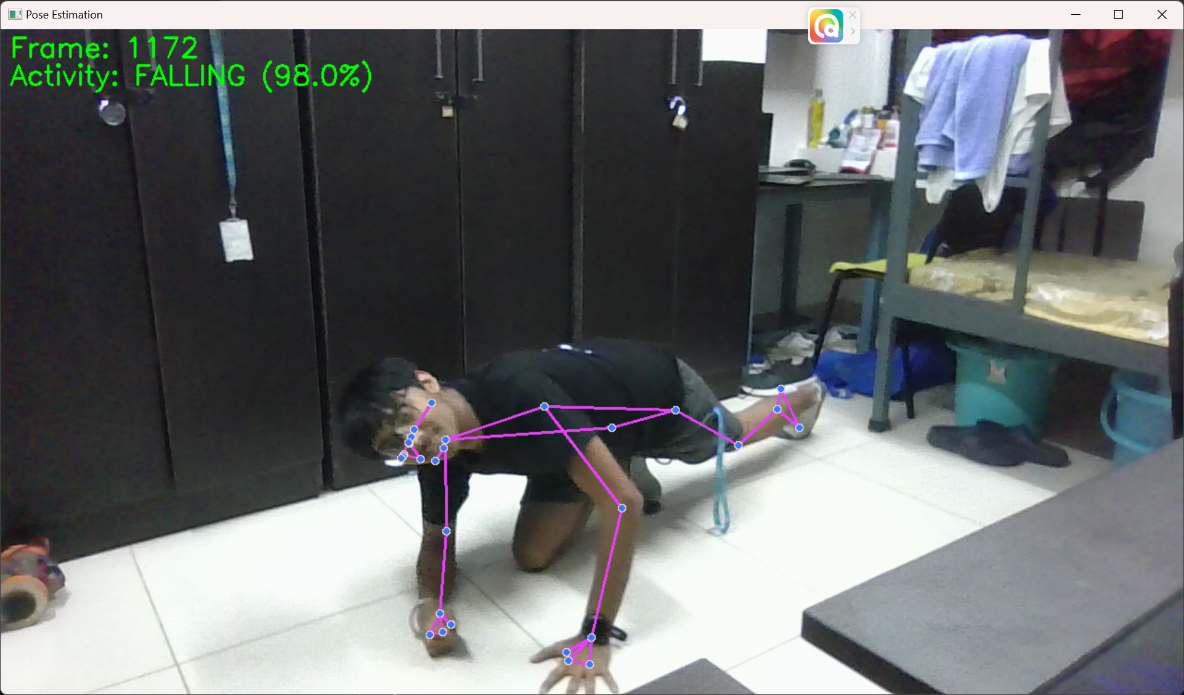 Pose Estimation
Frame: 1172
Activity: FALLING (98.0%)